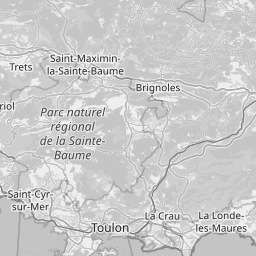 Saint-Maximin-
la-Sainte-Baume
Trets
Brignoles
riol
Parc naturel
régional
de la Sainte-
Baume
Saint-Cyr-
sur-Mer
Toulon
La Crau
La Londe-
les-Maures